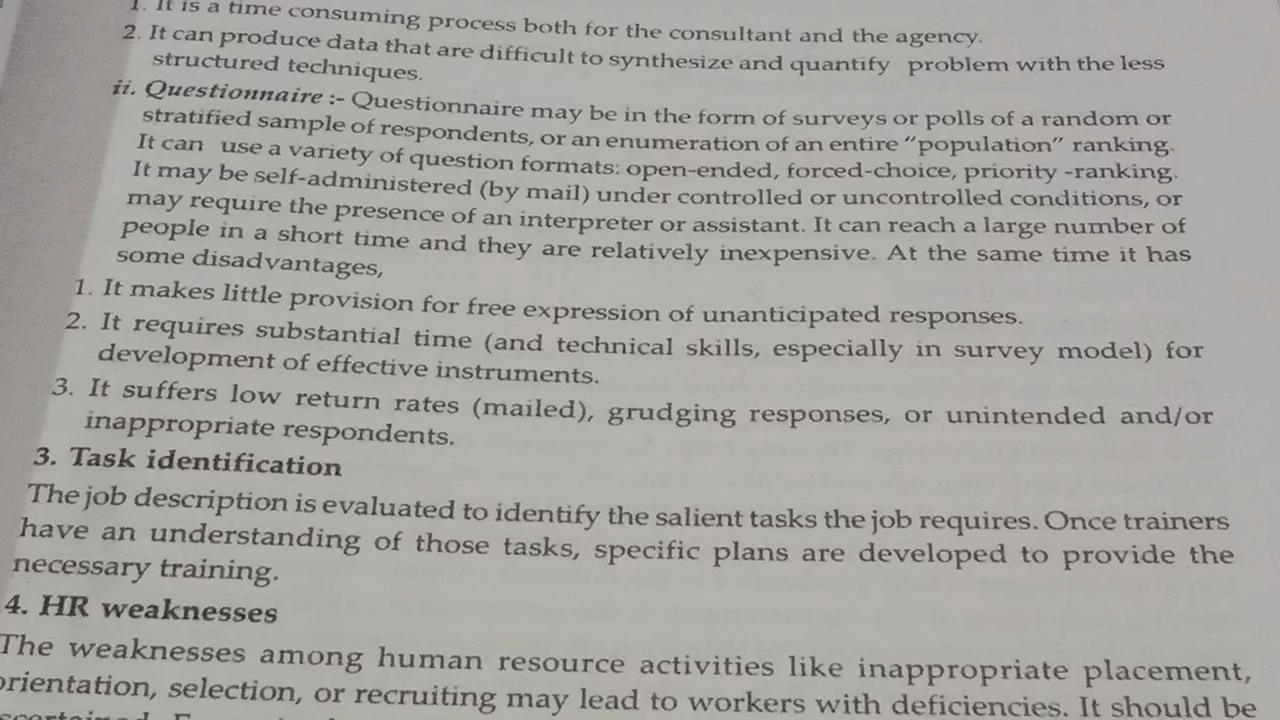 1. It is a time consuming process both for the consultant and the agency.
2. It can produce data that are difficult to synthesize and quantify problem with the less
structured techniques.
ii. Questionnaire :- Questionnaire may be in the form of surveys or polls of a random or
stratified sample of respondents, or an enumeration of an entire “population” ranking.
It can use a variety of question formats: open-ended, forced-choice, priority -ranking.
It may be self-administered (by mail) under controlled or uncontrolled conditions, or
may require the presence of an interpreter or assistant. It can reach a large number of
people in a short time and they are relatively inexpensive. At the same time it has
some disadvantages,
1. It makes little provision for free expression of unanticipated responses.
2. It requires substantial time (and technical skills, especially in survey model) for
development of effective instruments.
3. It suffers low return rates (mailed), grudging responses, or unintended and/or
inappropriate respondents.
3. Task identification
The job description is evaluated to identify the salient tasks the job requires. Once trainers
have an understanding of those tasks, specific plans are developed to provide the
necessary training.
4. HR weaknesses
The weaknesses among human resource activities like inappropriate placement,
orientation, selection, or recruiting may lead to workers with deficiencies. It should be